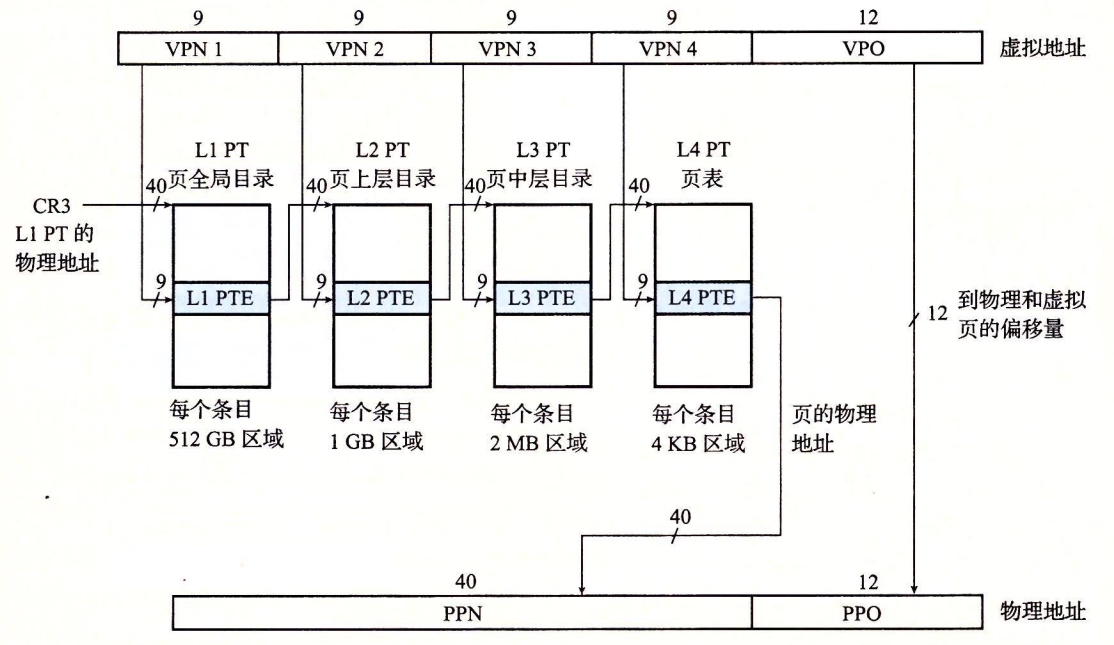 9 9 9 9 12
VPN 1 VPN 2 VPN 3 VPN 4 VPO 虚拟地址
L1 PT L2 PT L3 PT L4 PT
页全局目录 页上层目录 页中层目录 页表
40 40 40 40
CR3
L1 PT 的
物理地址
9 9 9 9
L1 PTE L2 PTE L3 PTE L4 PTE
12 到物理和虚拟
页的偏移量
每个条目 每个条目 每个条目 每个条目 页的物理
512 GB 区域 1 GB 区域 2 MB 区域 4 KB 区域 地址
40
40 12
PPN PPO 物理地址